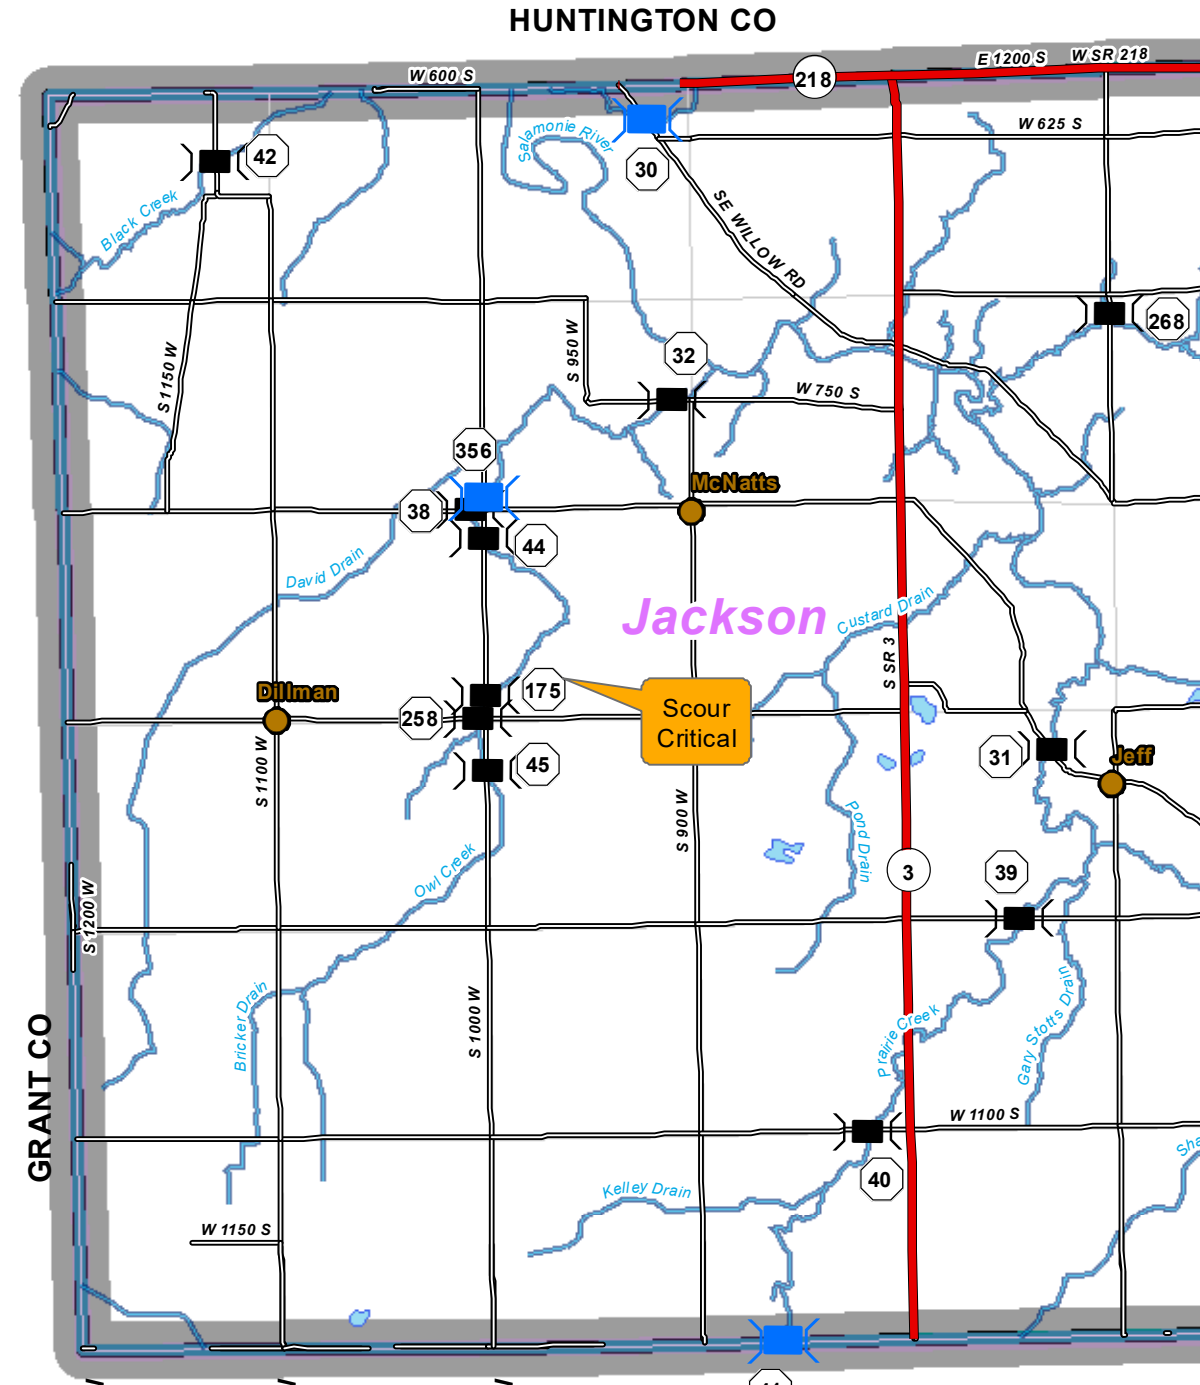 HUNTINGTON CO
W 600 S
218
E 1200 S
W SR 218
42
Salamonie River
30
W 625 S
Black Creek
SE WILLOW RD
268
S 1150 W
S 950 W
32
W 750 S
356
McNatts
38
44
David Drain
Jackson
Custard Drain
S SR 3
Dillman
175
258
Scour
Critical
45
31
Jeff
S 1100 W
S 900 W
Pond Drain
Owl Creek
3
39
S 1200 W
Bricker Drain
S 1000 W
Prairie Creek
Gary Stotts Drain
GRANT CO
W 1100 S
40
Kelley Drain
W 1150 S